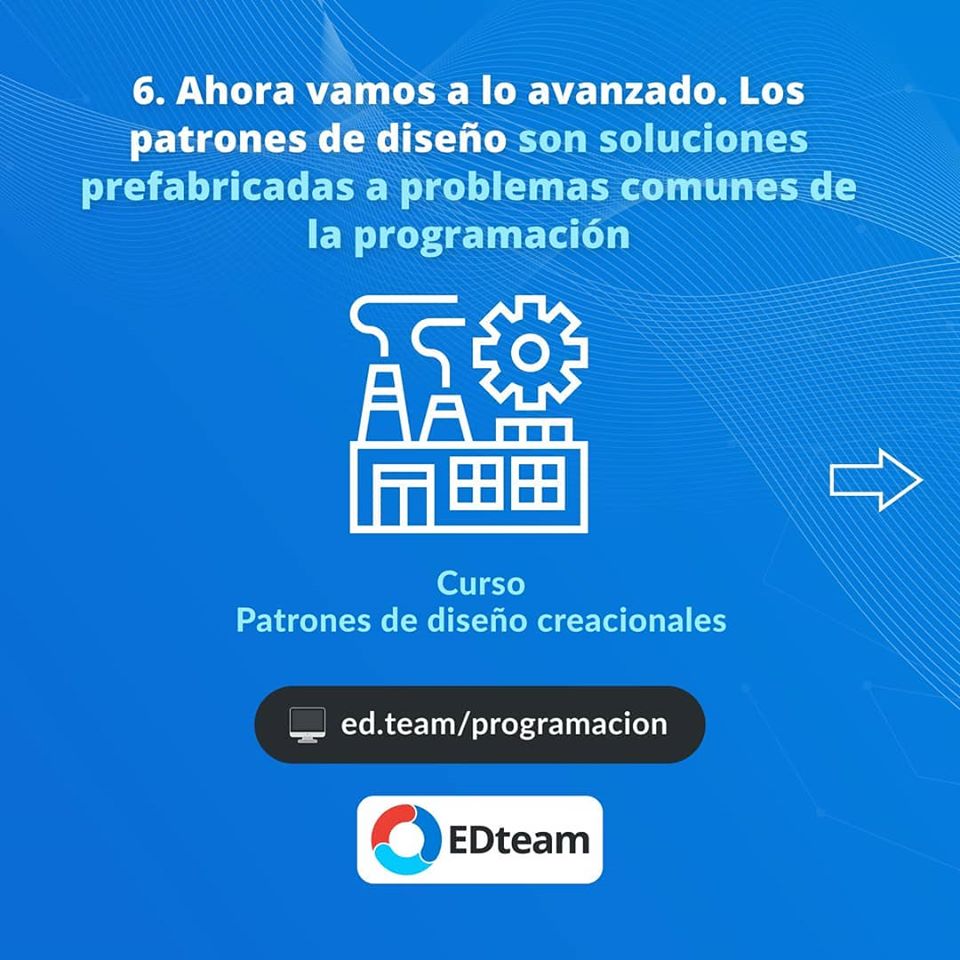 6. Ahora vamos a lo avanzado. Los
patrones de diseño son soluciones
prefabricadas a problemas comunes de
la programación
Curso
Patrones de diseño creacionales
ed.team/programacion
EDteam